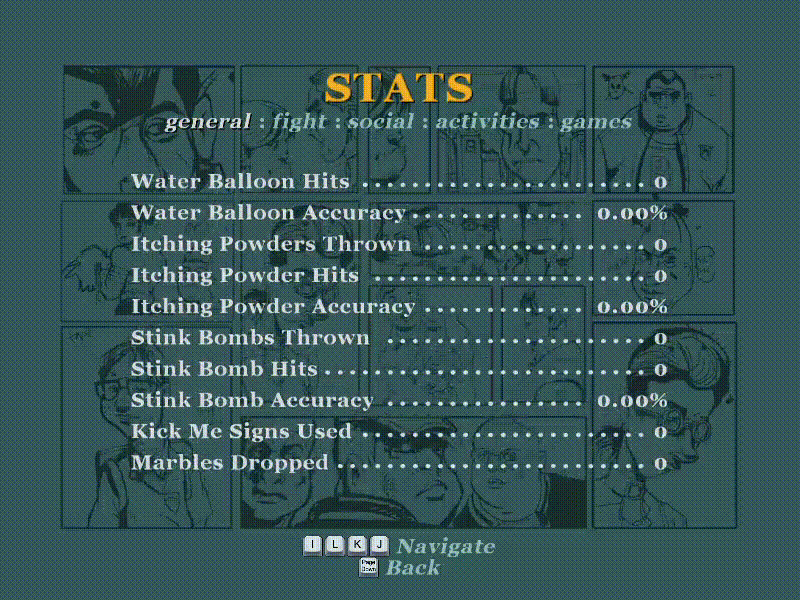 STATS
general : fight : social : activities : games
Water Balloon Hits ...................... 0
Water Balloon Accuracy .............. 0.00%
Itching Powders Thrown ................. 0
Itching Powder Hits ..................... 0
Itching Powder Accuracy ............. 0.00%
Stink Bombs Thrown .................... 0
Stink Bomb Hits ......................... 0
Stink Bomb Accuracy ................ 0.00%
Kick Me Signs Used ...................... 0
Marbles Dropped ........................ 0
I L K J Navigate
Page Down Back